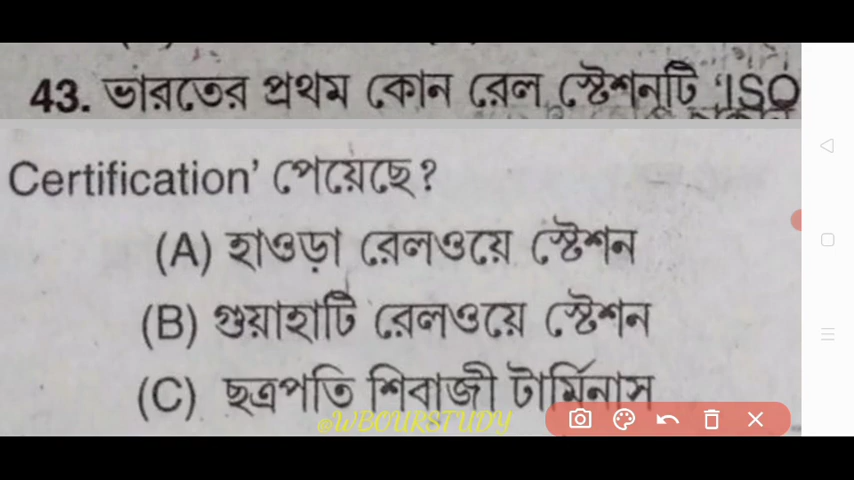 43. ভারতের প্রথম কোন রেল স্টেশনটি 'ISO
Certification' পেয়েছে?
(A) হাওড়া রেলওয়ে স্টেশন
(B) গুয়াহাটি রেলওয়ে স্টেশন
(C) ছত্রপতি শিবাজী টার্মিনাস
@WBOURSTUDY